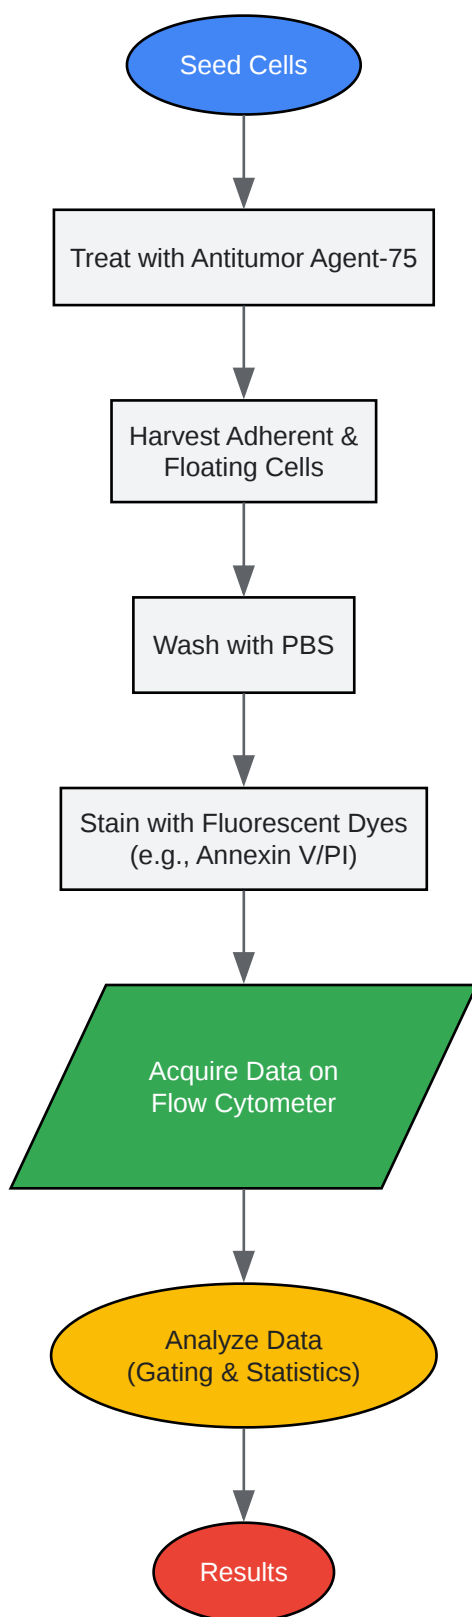 Seed Cells
Treat with Antitumor Agent-75
Harvest Adherent &
Floating Cells
Wash with PBS
Stain with Fluorescent Dyes
(e.g., Annexin V/PI)
Acquire Data on
Flow Cytometer
Analyze Data
(Gating & Statistics)
Results